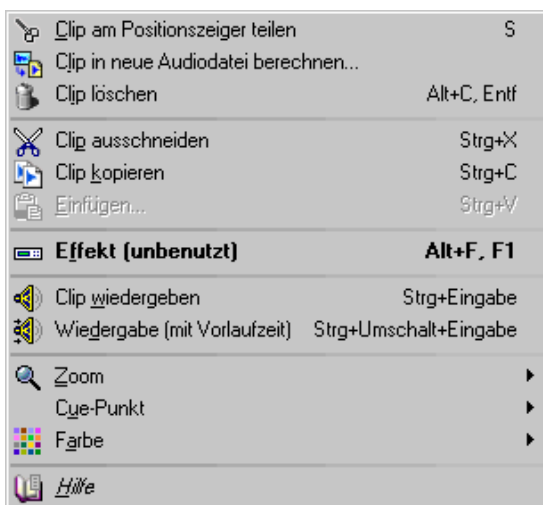 Clip am Positionszeiger teilen S
Clip in neue Audiodatei berechnen...
Clip löschen Alt+C, Entf
Clip ausschneiden Strg+X
Clip kopieren Strg+C
Einfügen... Strg+V
Effekt (unbenutzt) Alt+F, F1
Clip wiedergeben Strg+Eingabe
Wiedergabe (mit Vorlaufzeit) Strg+Umschalt+Eingabe
Zoom
Cue-Punkt
Farbe
Hilfe